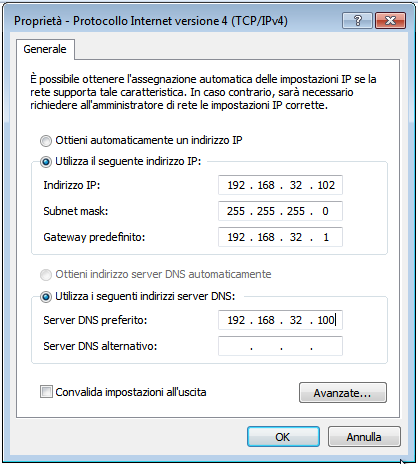 Proprietà - Protocollo Internet versione 4 (TCP/IPv4)
Generale
È possibile ottenere l'assegnazione automatica delle impostazioni IP se la
rete supporta tale caratteristica. In caso contrario, sarà necessario
richiedere all'amministratore di rete le impostazioni IP corrette.
Ottieni automaticamente un indirizzo IP
Utilizza il seguente indirizzo IP:
Indirizzo IP: 192 . 168 . 32 . 102
Subnet mask: 255 . 255 . 255 . 0
Gateway predefinito: 192 . 168 . 32 . 1
Ottieni indirizzo server DNS automaticamente
Utilizza i seguenti indirizzi server DNS:
Server DNS preferito: 192 . 168 . 32 . 100
Server DNS alternativo: . . .
Convalida impostazioni all'uscita Avanzate...
OK Annulla